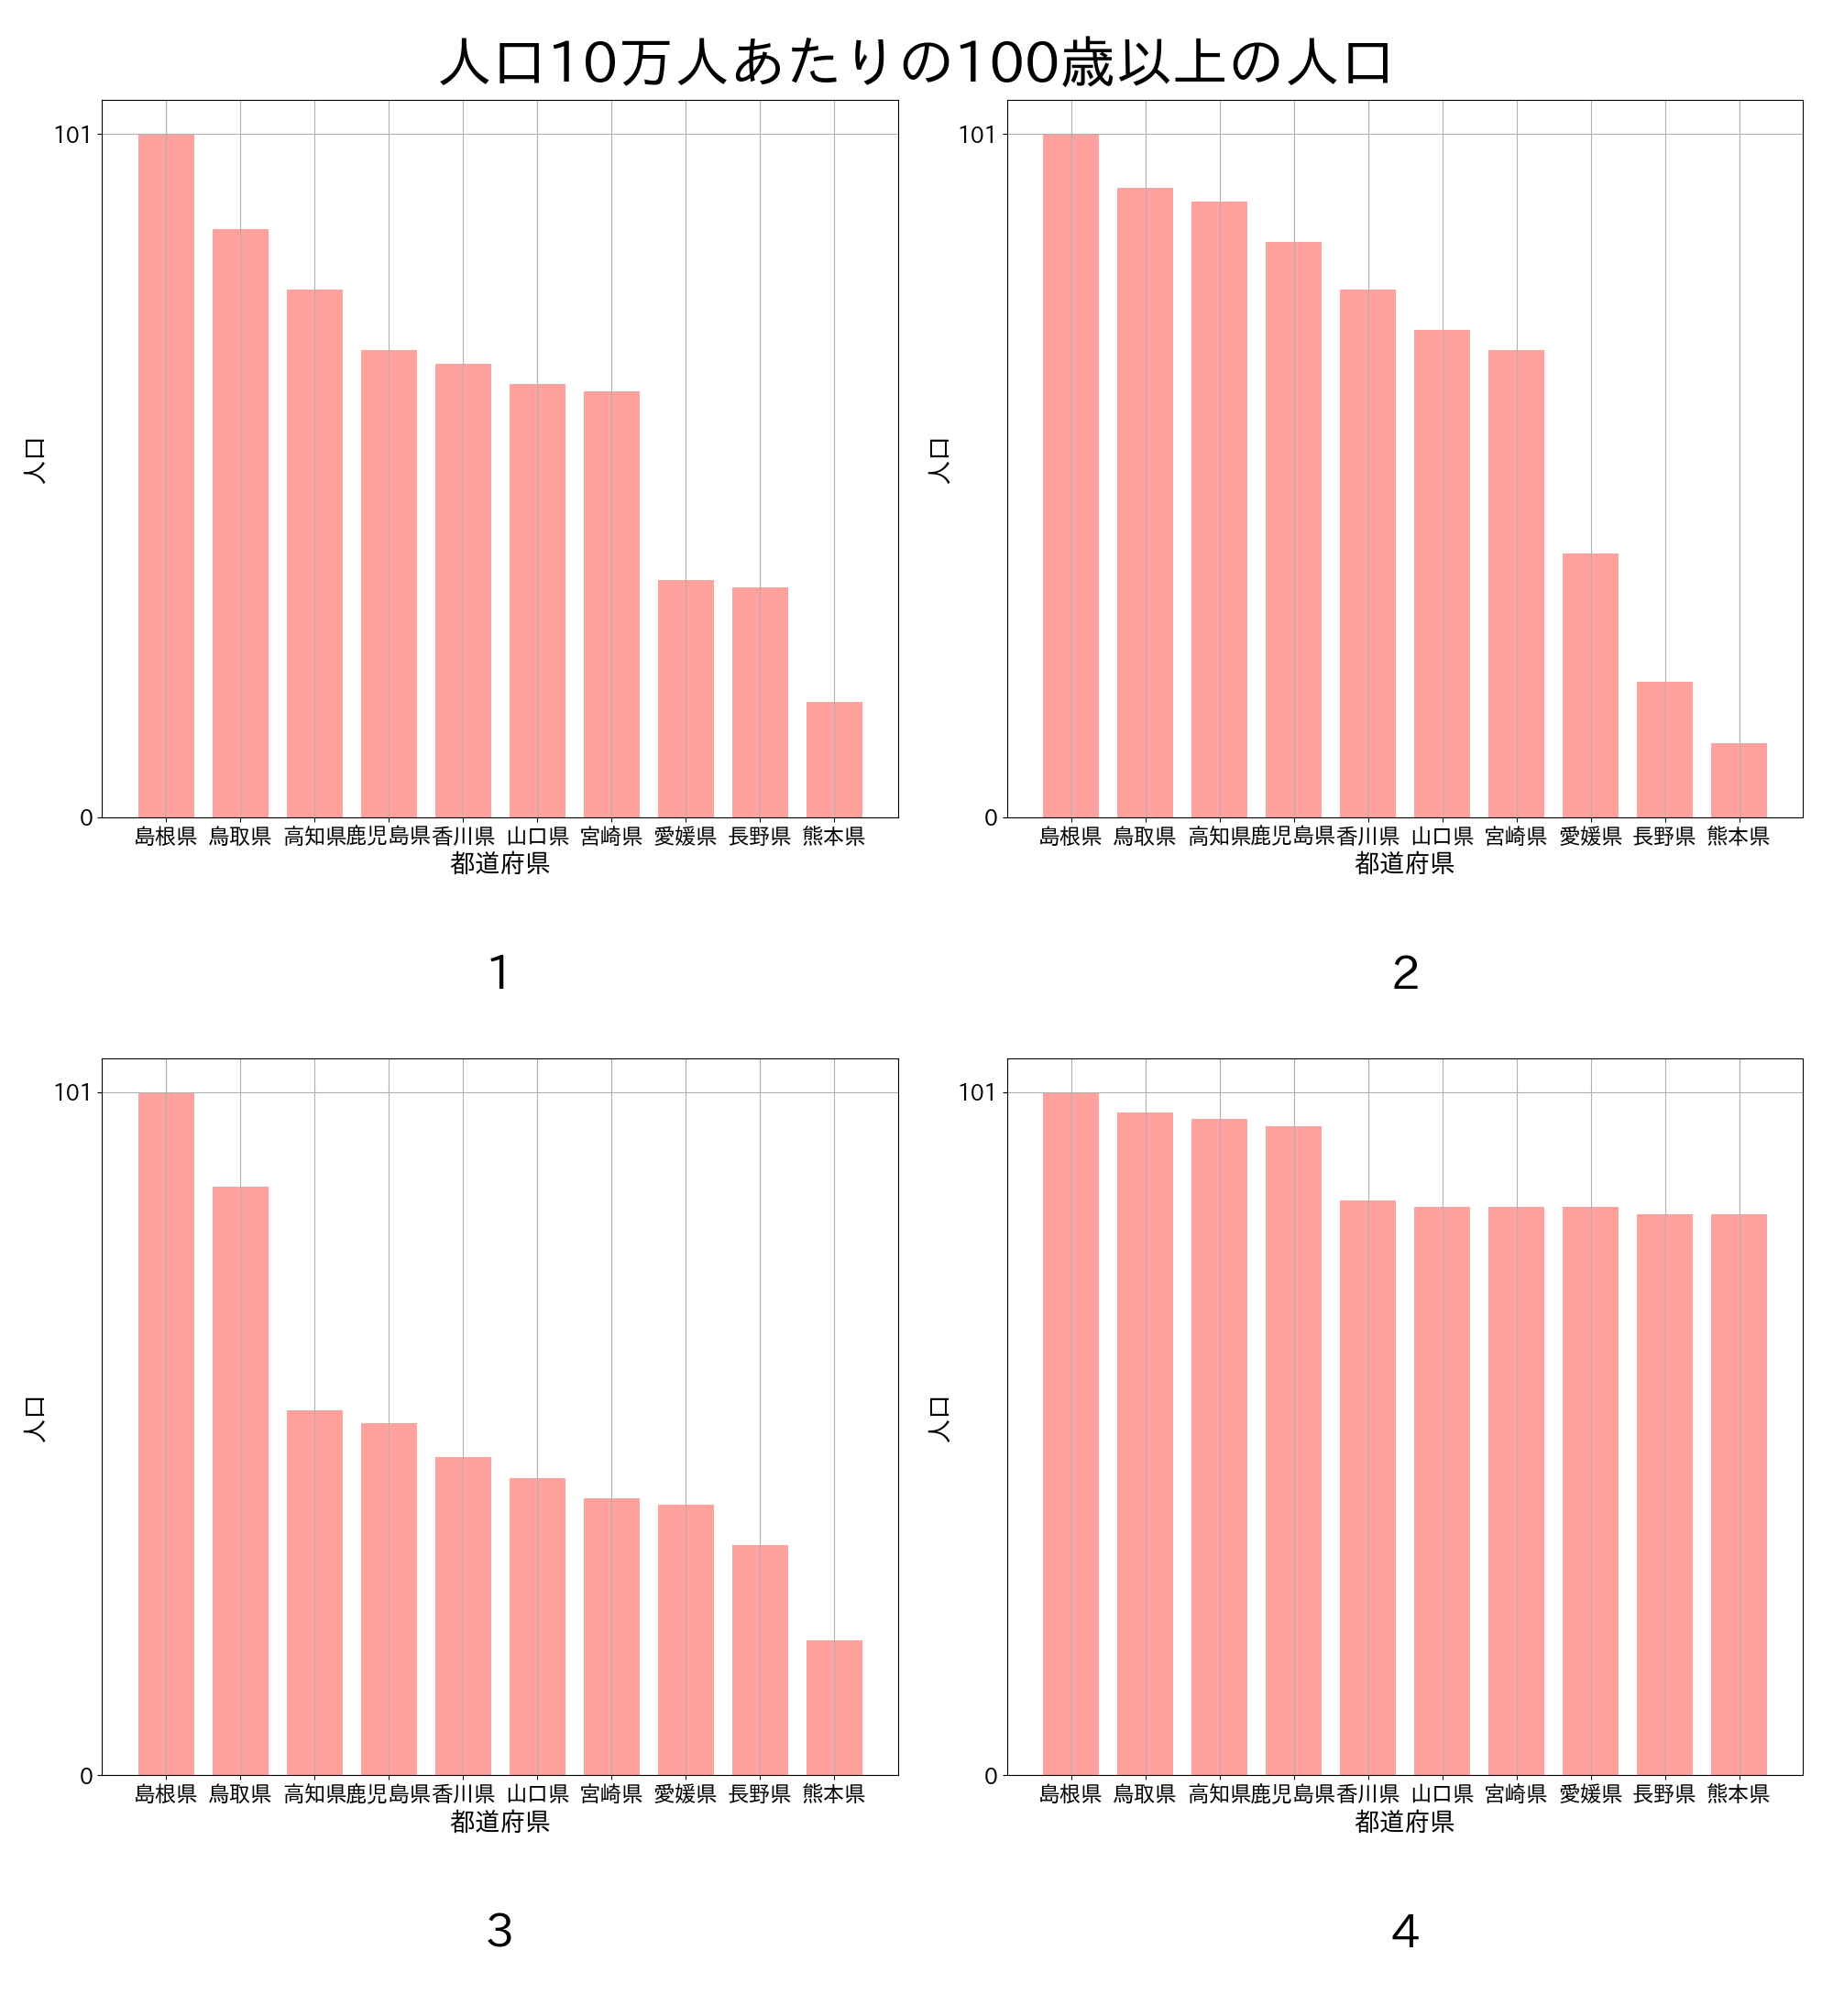 人口10万人あたりの100歳以上の人口
101
0
人口
島根県 鳥取県 高知県 鹿児島県 香川県 山口県 宮崎県 愛媛県 長野県 熊本県
都道府県
1
101
0
人口
島根県 鳥取県 高知県 鹿児島県 香川県 山口県 宮崎県 愛媛県 長野県 熊本県
都道府県
2
101
0
人口
島根県 鳥取県 高知県 鹿児島県 香川県 山口県 宮崎県 愛媛県 長野県 熊本県
都道府県
3
101
0
人口
島根県 鳥取県 高知県 鹿児島県 香川県 山口県 宮崎県 愛媛県 長野県 熊本県
都道府県
4